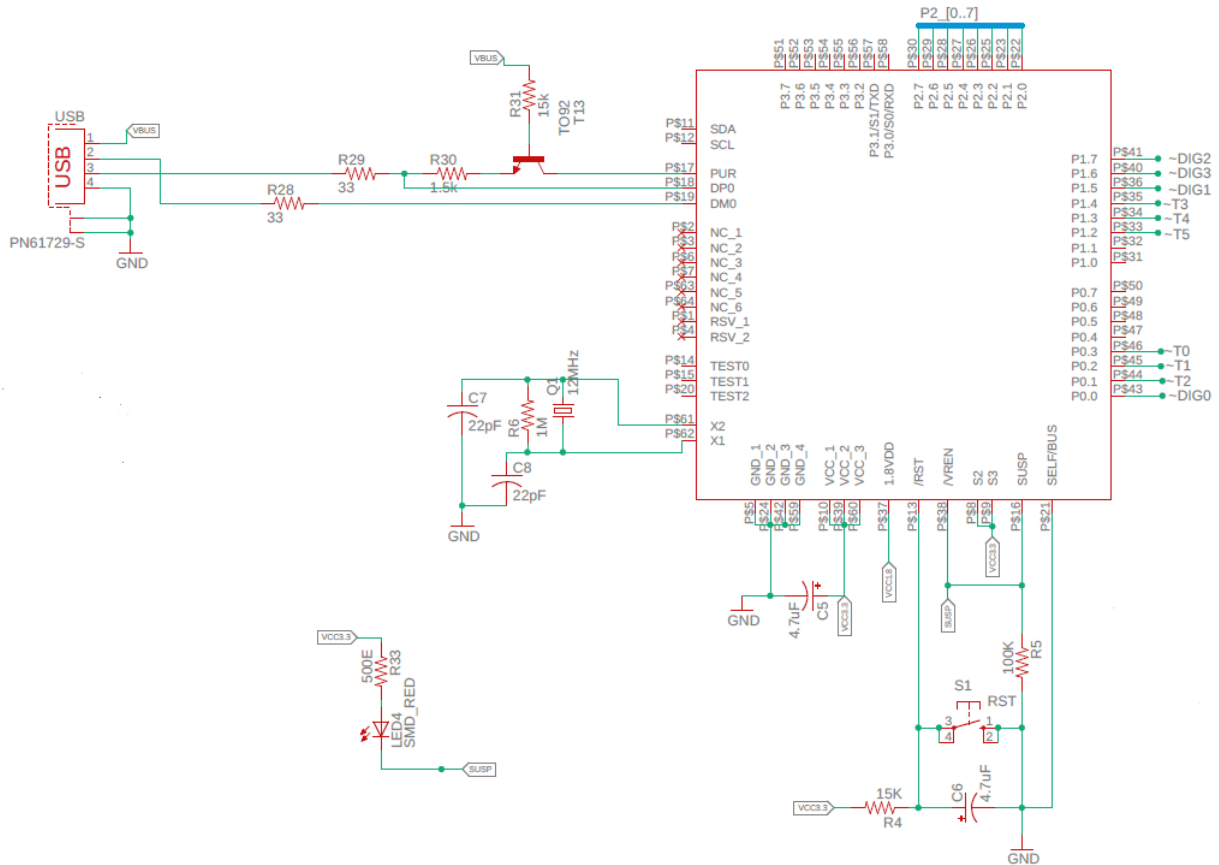 P2_[0..7]
P$51
P$52
P$53
P$54
P$55
P$56
P$57
P$58
P$30
P$29
P$28
P$27
P$26
P$25
P$23
P$22
P3.7
P3.6
P3.5
P3.4
P3.3
P3.2
P3.1/S1/TXD
P3.0/S0/RXD
P2.7
P2.6
P2.5
P2.4
P2.3
P2.2
P2.1
P2.0
VBUS
R31
15k
TO92
T13
USB
USB
1
2
3
4
VBUS
PN61729-S
GND
R29
33
R30
1.5k
R28
33
P$11 SDA
P$12 SCL
P$17 PUR
P$18 DP0
P$19 DM0
P$2 NC_1
P$3 NC_2
P$6 NC_3
P$7 NC_4
P$63 NC_5
P$64 NC_6
P$1 RSV_1
P$4 RSV_2
P$14 TEST0
P$15 TEST1
P$20 TEST2
P$61 X2
P$62 X1
P1.7 P$41 ~DIG2
P1.6 P$40 ~DIG3
P1.5 P$36 ~DIG1
P1.4 P$35 ~T3
P1.3 P$34 ~T4
P1.2 P$33 ~T5
P1.1 P$32
P1.0 P$31
P0.7 P$50
P0.6 P$49
P0.5 P$48
P0.4 P$47
P0.3 P$46 ~T0
P0.2 P$45 ~T1
P0.1 P$44 ~T2
P0.0 P$43 ~DIG0
C7
22pF
R6
1M
Q1
12MHz
C8
22pF
GND
GND_1
GND_2
GND_3
GND_4
VCC_1
VCC_2
VCC_3
1.8VDD
/RST
/VREN
S2
S3
SUSP
SELF/BUS
P$5
P$24
P$42
P$59
P$10
P$39
P$60
P$37
P$13
P$38
P$8
P$9
P$16
P$21
GND
4.7uF
C5
VCC3.3
VCC1.8
SUSP
VCC3.3
100K
R5
S1
RST
3
4
1
2
VCC3.3
15K
R4
C6
4.7uF
GND
VCC3.3
500E
R33
LED4
SMD_RED
SUSP